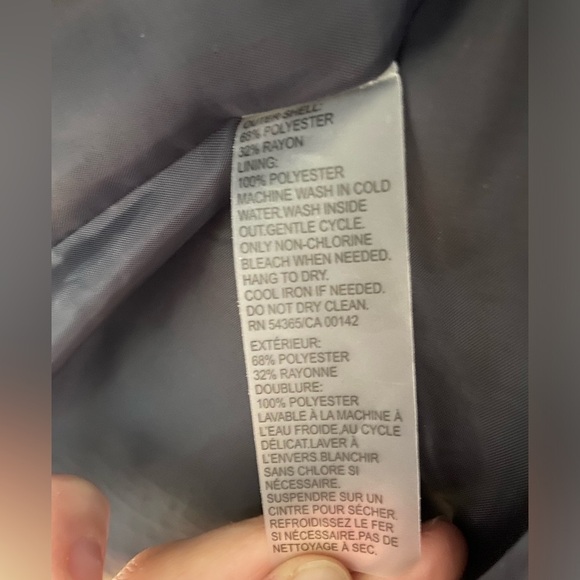 OUTER SHELL:
68% POLYESTER
32% RAYON
LINING:
100% POLYESTER
MACHINE WASH IN COLD
WATER.WASH INSIDE
OUT.GENTLE CYCLE.
ONLY NON-CHLORINE
BLEACH WHEN NEEDED.
HANG TO DRY.
COOL IRON IF NEEDED.
DO NOT DRY CLEAN.
RN 54365/CA 00142
EXTÉRIEUR:
68% POLYESTER
32% RAYONNE
DOUBLURE:
100% POLYESTER
LAVABLE À LA MACHINE À
L'EAU FROIDE,AU CYCLE
DÉLICAT.LAVER À
L'ENVERS.BLANCHIR
SANS CHLORE SI
NÉCESSAIRE.
SUSPENDRE SUR UN
CINTRE POUR SÉCHER.
REFROIDISSEZ LE FER
SI NÉCESSAIRE.PAS DE
NETTOYAGE À SEC.